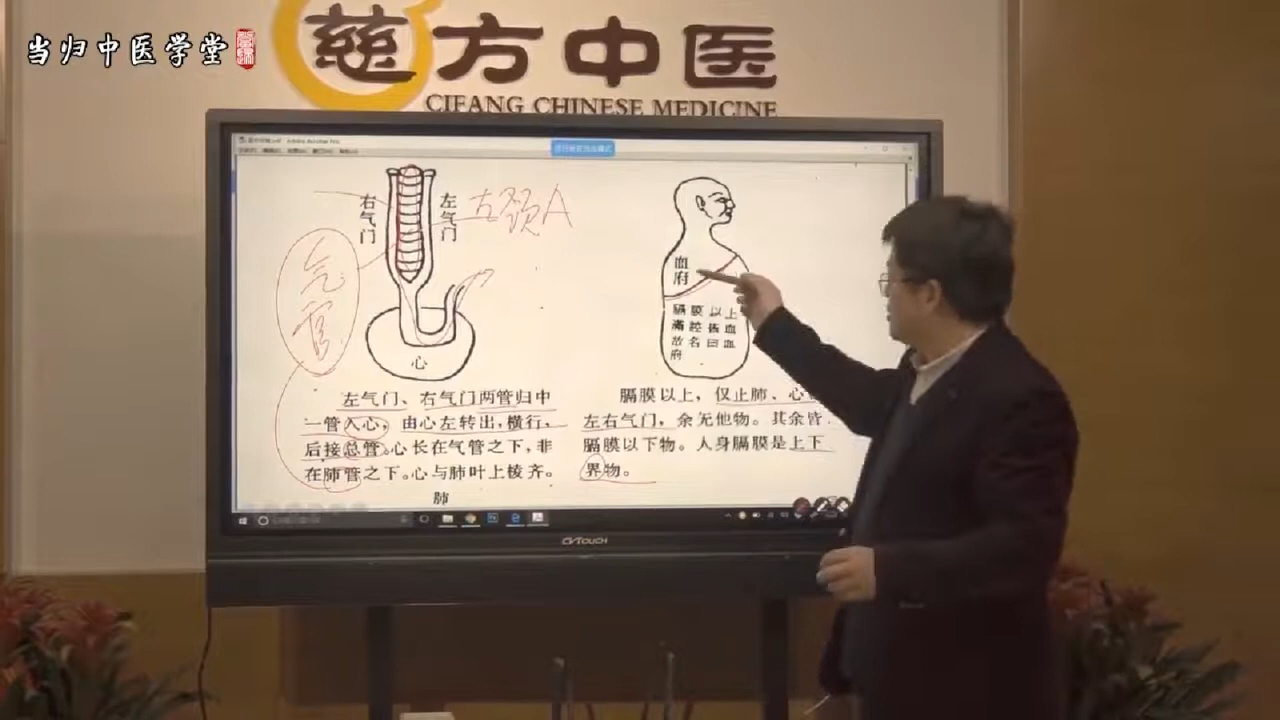 当归中医学堂
慈方中医
CIFANG CHINESE MEDICINE
右气门
左气门
右颈A
气管
心
左气门、右气门两管归中
一管入心,由心左转出,横行,
后接总管。心长在气管之下,非
在肺管之下。心与肺叶上棱齐。
肺
血府
膈膜以上
满腔皆血
故名曰血
府
膈膜以上,仅止肺、心
左右气门,余无他物。其余皆
膈膜以下物。人身膈膜是上下
界物。
CVTOUCH